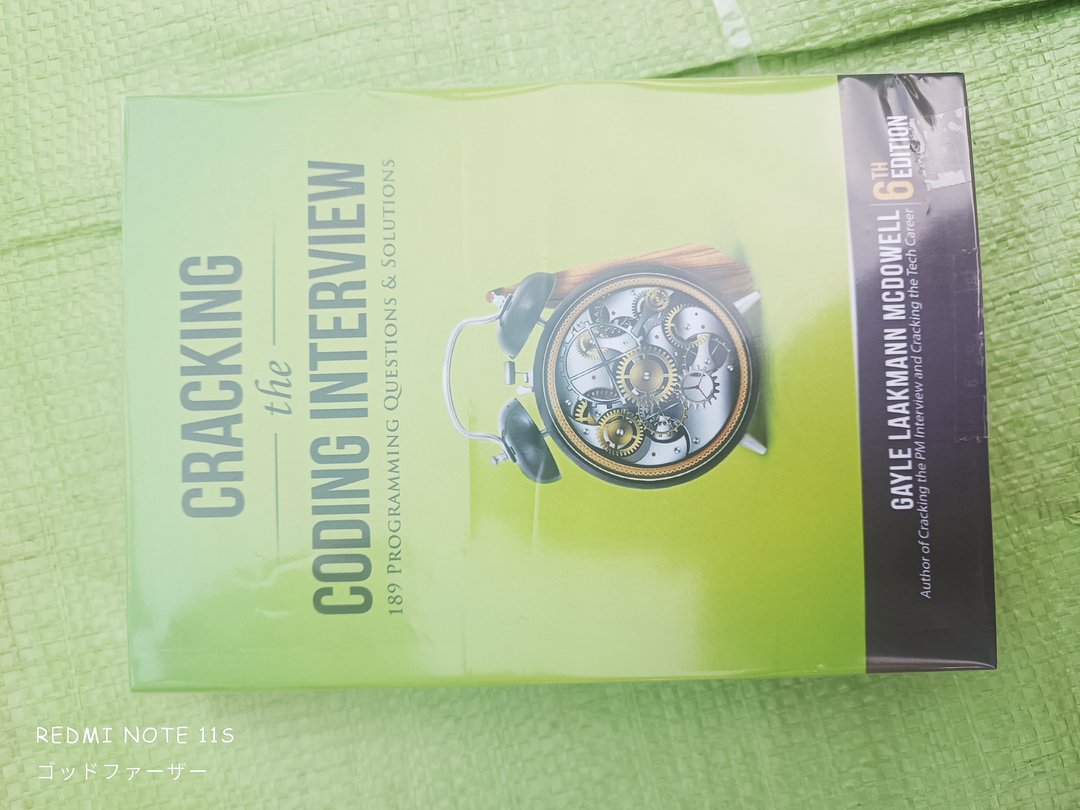 CRACKING
the
CODING INTERVIEW
189 PROGRAMMING QUESTIONS & SOLUTIONS
GAYLE LAAKMANN MCDOWELL
Author of Cracking the PM Interview and Cracking the Tech Career
6TH
EDITION
REDMI NOTE 11S
ゴッドファーザー